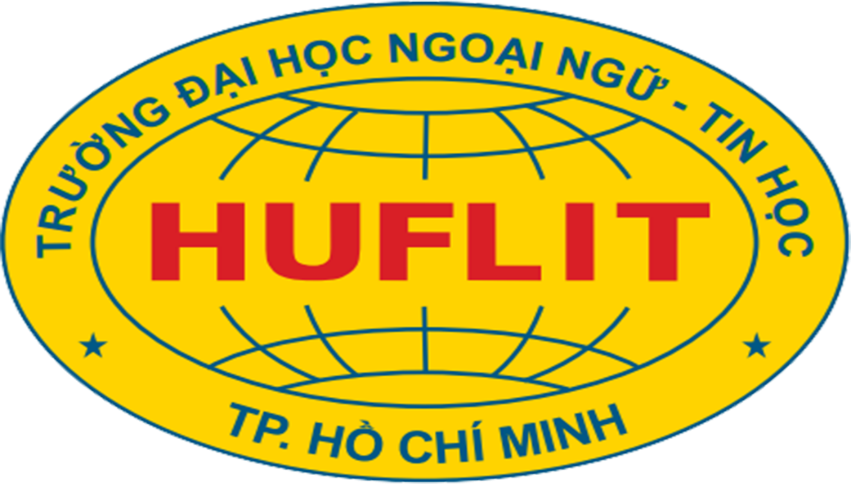 TRƯỜNG ĐẠI HỌC NGOẠI NGỮ - TIN HỌC
HUFLIT
TP. HỒ CHÍ MINH